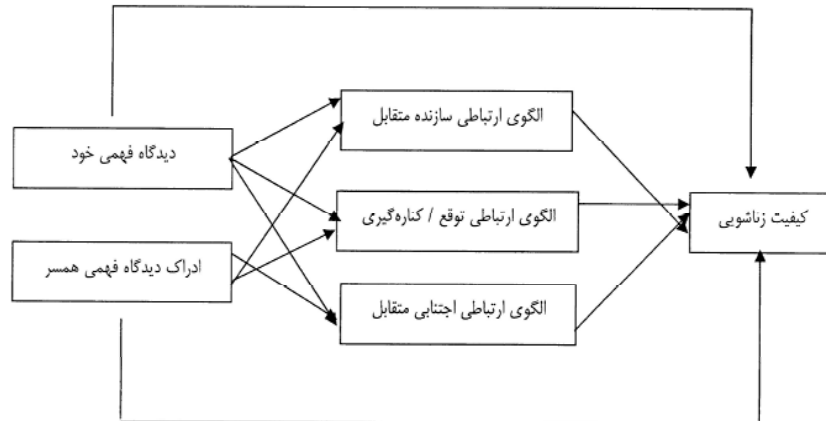 الگوی ارتباطی سازنده متقابل
دیدگاه فهمی خود
الگوی ارتباطی توقع / کناره‌گیری
کیفیت زناشویی
ادراک دیدگاه فهمی همسر
الگوی ارتباطی اجتنابی متقابل